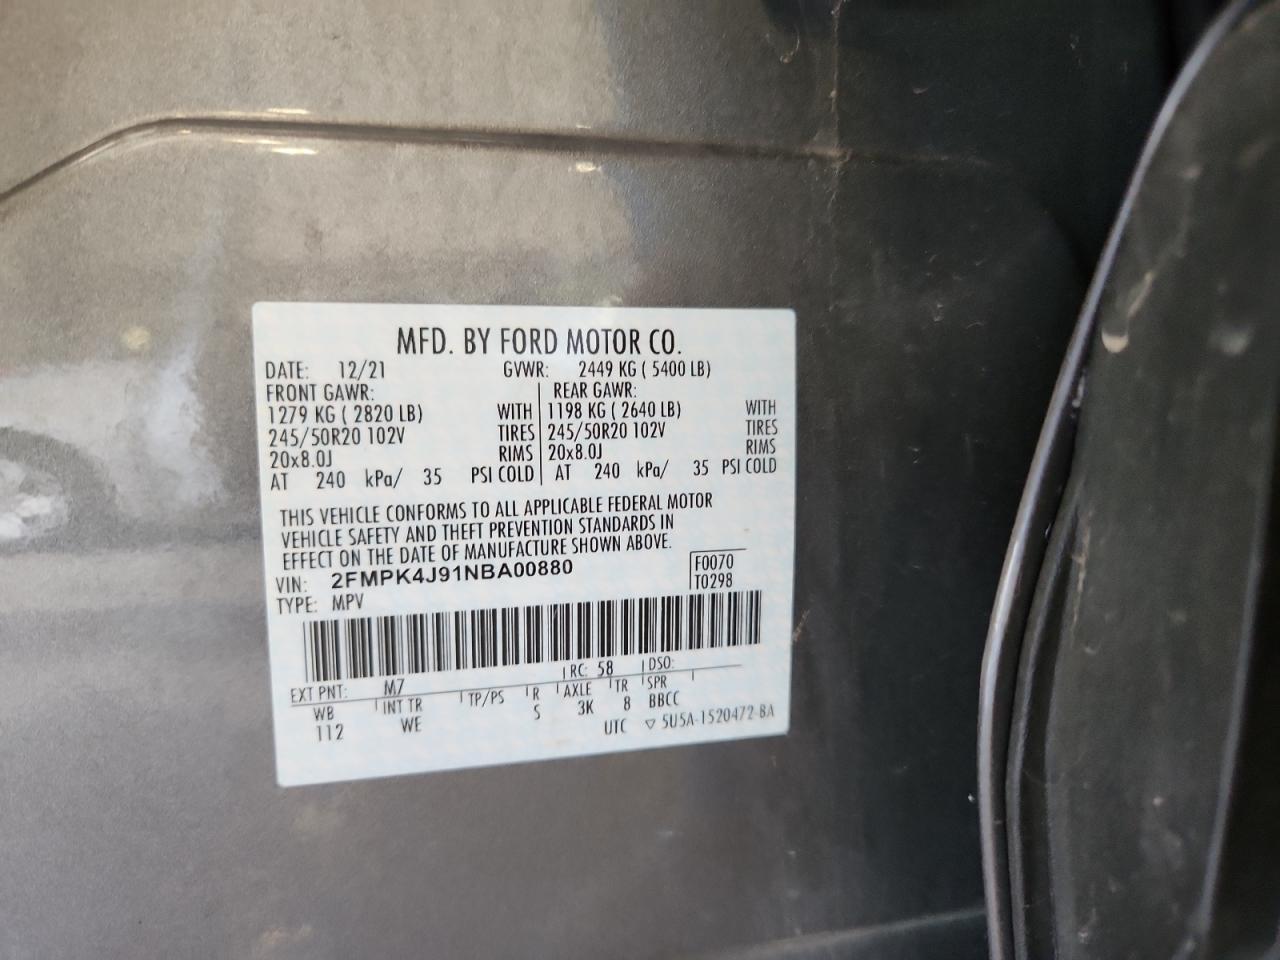 MFD. BY FORD MOTOR CO.
DATE: 12/21 GVWR: 2449 KG ( 5400 LB)
FRONT GAWR: REAR GAWR:
1279 KG ( 2820 LB) WITH 1198 KG ( 2640 LB) WITH
245/50R20 102V TIRES 245/50R20 102V TIRES
20x8.0J RIMS 20x8.0J RIMS
AT 240 kPa/ 35 PSI COLD AT 240 kPa/ 35 PSI COLD
THIS VEHICLE CONFORMS TO ALL APPLICABLE FEDERAL MOTOR
VEHICLE SAFETY AND THEFT PREVENTION STANDARDS IN
EFFECT ON THE DATE OF MANUFACTURE SHOWN ABOVE.
VIN: 2FMPK4J91NBA00880 F0070
TYPE: MPV T0298
EXT PNT: M7 RC: 58 DSO:
WB INT TR TP/PS R AXLE TR SPR
112 WE S 3K 8 BBCC
UTC ▽ 5U5A-1520472-BA